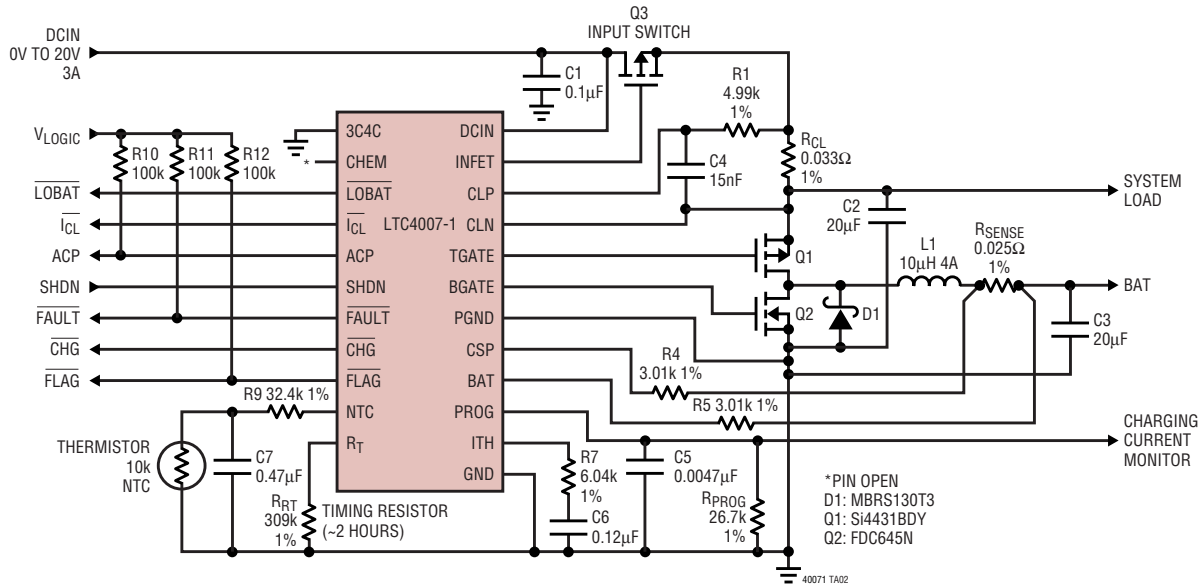 DCIN
0V TO 20V
3A
Q3
INPUT SWITCH
C1
0.1µF
R1
4.99k
1%
VLOGIC
R10
100k
R11
100k
R12
100k
3C4C
DCIN
*
CHEM
INFET
C4
15nF
RCL
0.033Ω
1%
LOBAT
LOBAT
CLP
SYSTEM
LOAD
ICL
ICL
LTC4007-1
CLN
C2
20µF
ACP
ACP
TGATE
Q1
L1
10µH 4A
RSENSE
0.025Ω
1%
BAT
SHDN
SHDN
BGATE
FAULT
FAULT
PGND
Q2
D1
C3
20µF
CHG
CHG
CSP
R4
3.01k 1%
FLAG
FLAG
BAT
R9 32.4k 1%
NTC
PROG
R5 3.01k 1%
CHARGING
CURRENT
MONITOR
THERMISTOR
10k
NTC
C7
0.47µF
RT
ITH
GND
R7
6.04k
1%
C5
0.0047µF
RRT
309k
1%
TIMING RESISTOR
(~2 HOURS)
C6
0.12µF
RPROG
26.7k
1%
*PIN OPEN
D1: MBRS130T3
Q1: Si4431BDY
Q2: FDC645N
40071 TA02